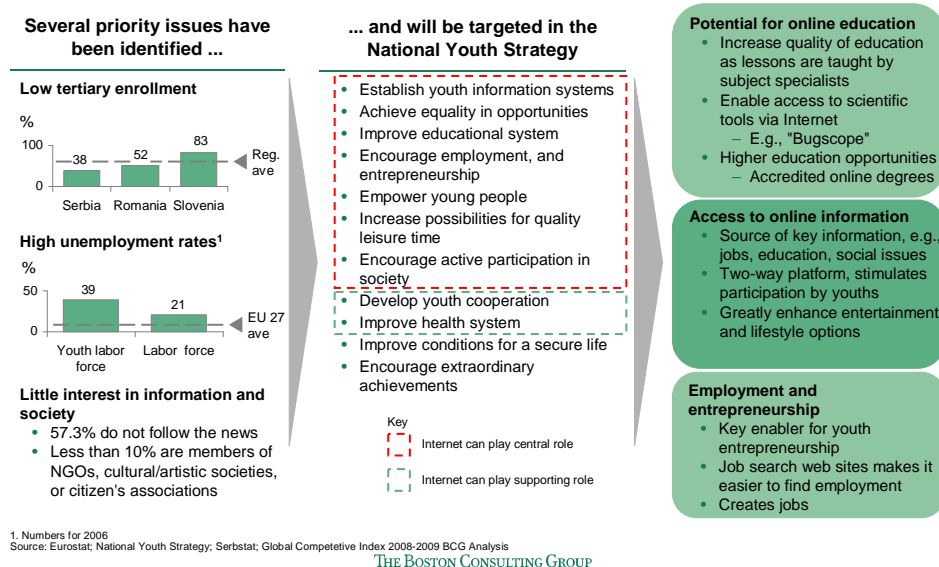 Several priority issues have
been identified ...
Low tertiary enrollment
%
100
0
38
52
83
Reg.
ave
Serbia
Romania
Slovenia
High unemployment rates1
%
50
0
39
21
EU 27
ave
Youth labor
force
Labor force
Little interest in information and
society
• 57.3% do not follow the news
• Less than 10% are members of
NGOs, cultural/artistic societies,
or citizen's associations
... and will be targeted in the
National Youth Strategy
• Establish youth information systems
• Achieve equality in opportunities
• Improve educational system
• Encourage employment, and
entrepreneurship
• Empower young people
• Increase possibilities for quality
leisure time
• Encourage active participation in
society
• Develop youth cooperation
• Improve health system
• Improve conditions for a secure life
• Encourage extraordinary
achievements
Key
Internet can play central role
Internet can play supporting role
Potential for online education
• Increase quality of education
as lessons are taught by
subject specialists
• Enable access to scientific
tools via Internet
– E.g., "Bugscope"
• Higher education opportunities
– Accredited online degrees
Access to online information
• Source of key information, e.g.,
jobs, education, social issues
• Two-way platform, stimulates
participation by youths
• Greatly enhance entertainment
and lifestyle options
Employment and
entrepreneurship
• Key enabler for youth
entrepreneurship
• Job search web sites makes it
easier to find employment
• Creates jobs
1. Numbers for 2006
Source: Eurostat; National Youth Strategy; Serbstat; Global Competetive Index 2008-2009 BCG Analysis
THE BOSTON CONSULTING GROUP